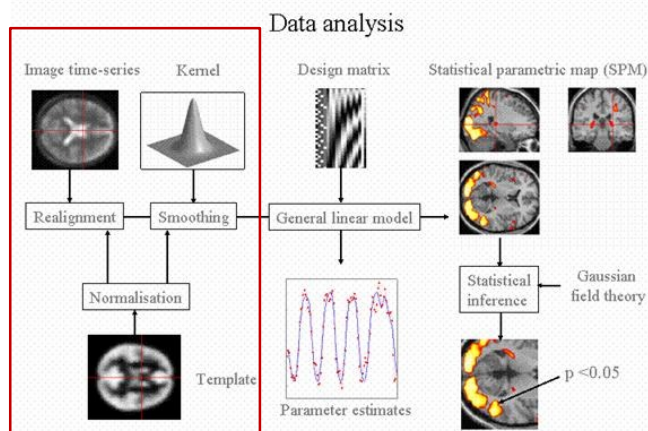 Data analysis
Image time-series
Kernel
Design matrix
Statistical parametric map (SPM)
Realignment
Smoothing
General linear model
Normalisation
Statistical
inference
Gaussian
field theory
Template
Parameter estimates
p <0.05